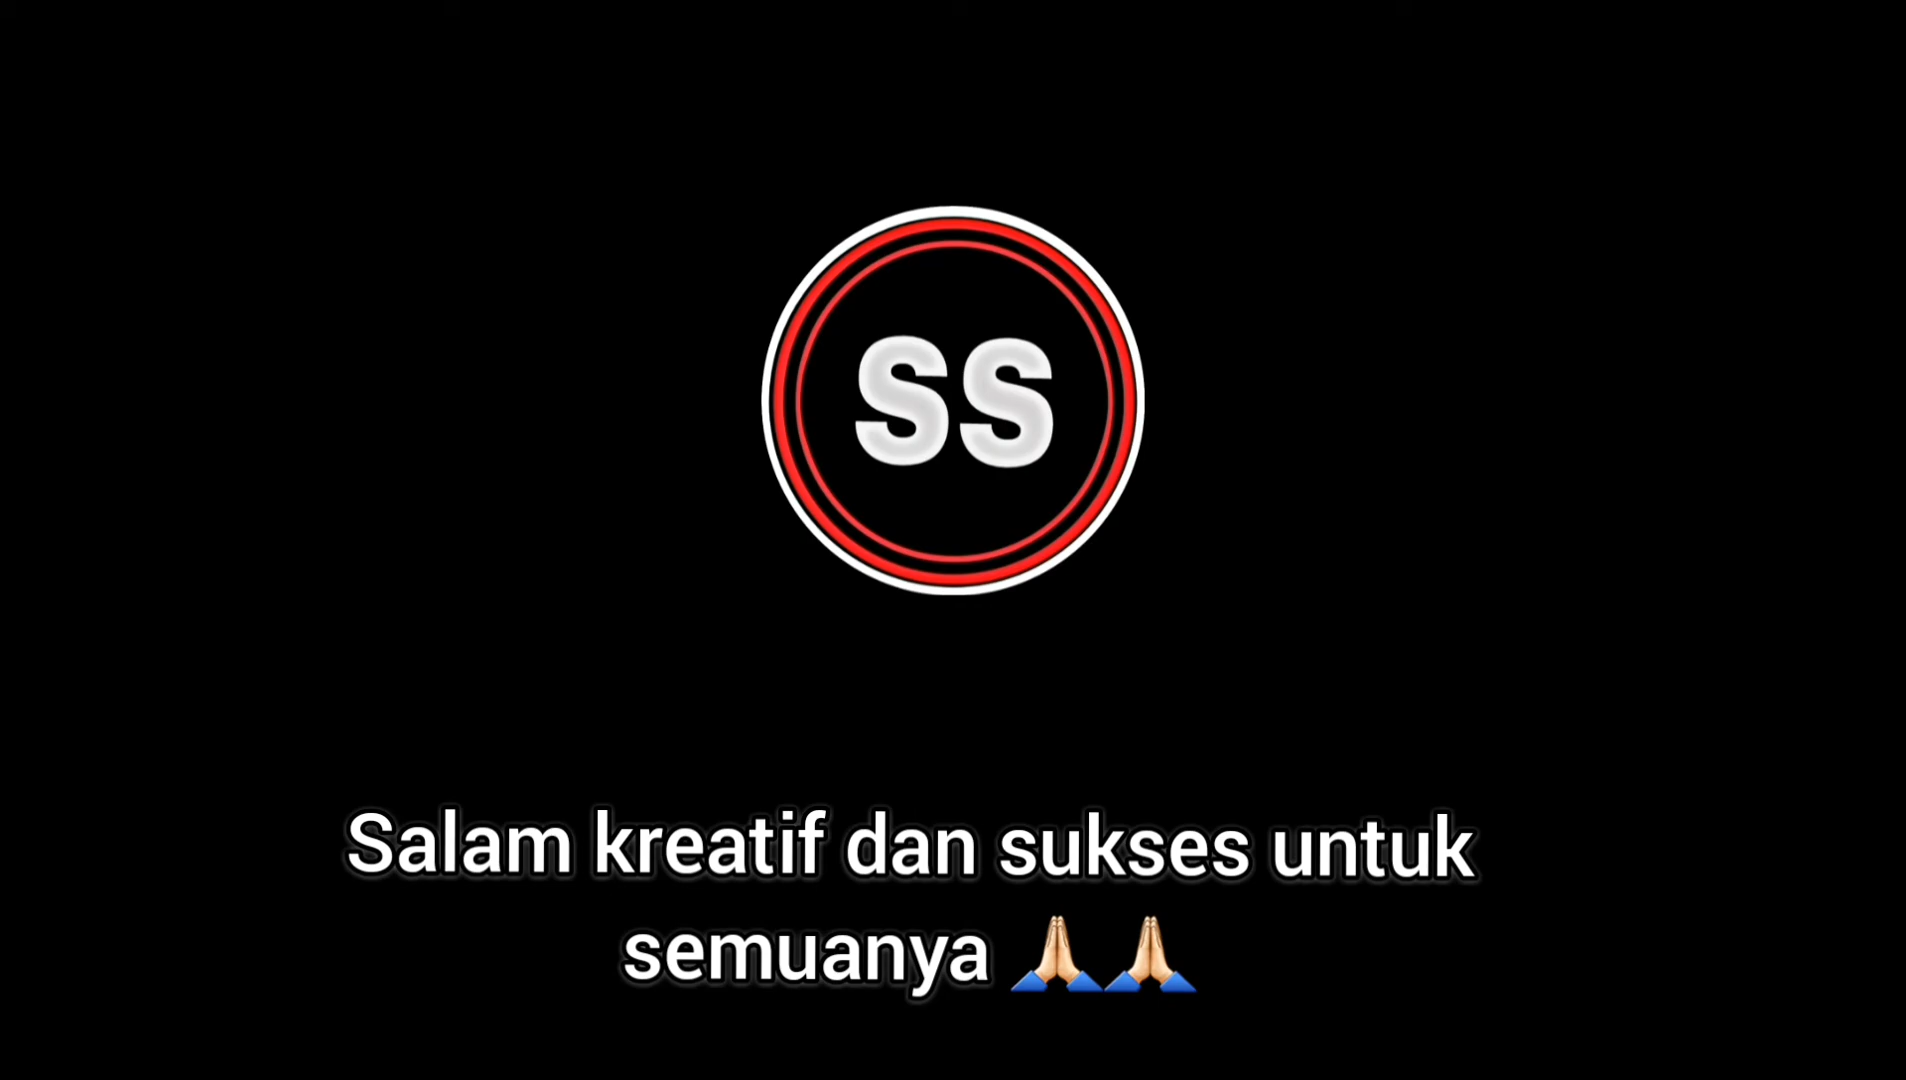 SS
Salam kreatif dan sukses untuk
semuanya 🙏🏻🙏🏻